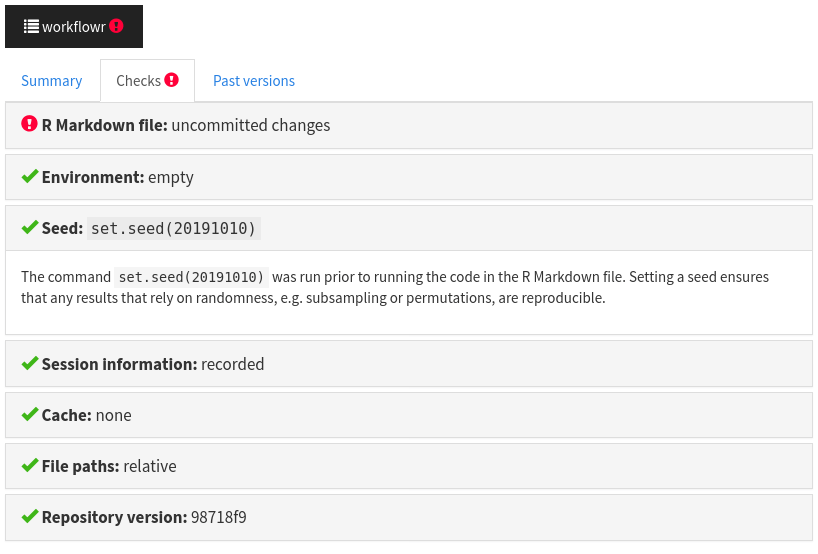 workflowr
Summary Checks Past versions
R Markdown file: uncommitted changes
Environment: empty
Seed: set.seed(20191010)
The command set.seed(20191010) was run prior to running the code in the R Markdown file. Setting a seed ensures
that any results that rely on randomness, e.g. subsampling or permutations, are reproducible.
Session information: recorded
Cache: none
File paths: relative
Repository version: 98718f9